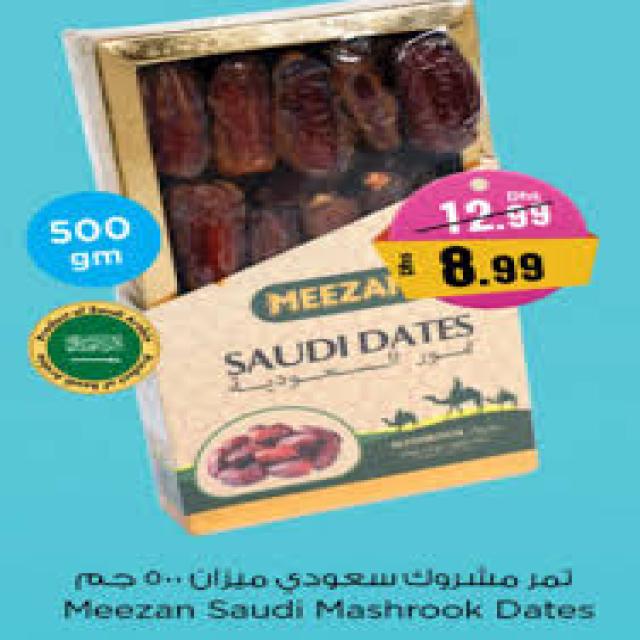 500
gm
Dhs
12.99
Dhs
8.99
MEEZAN
SAUDI DATES
تمور السعودية
تمر مشروك سعودي ميزان ٥٠٠ جم
Meezan Saudi Mashrook Dates